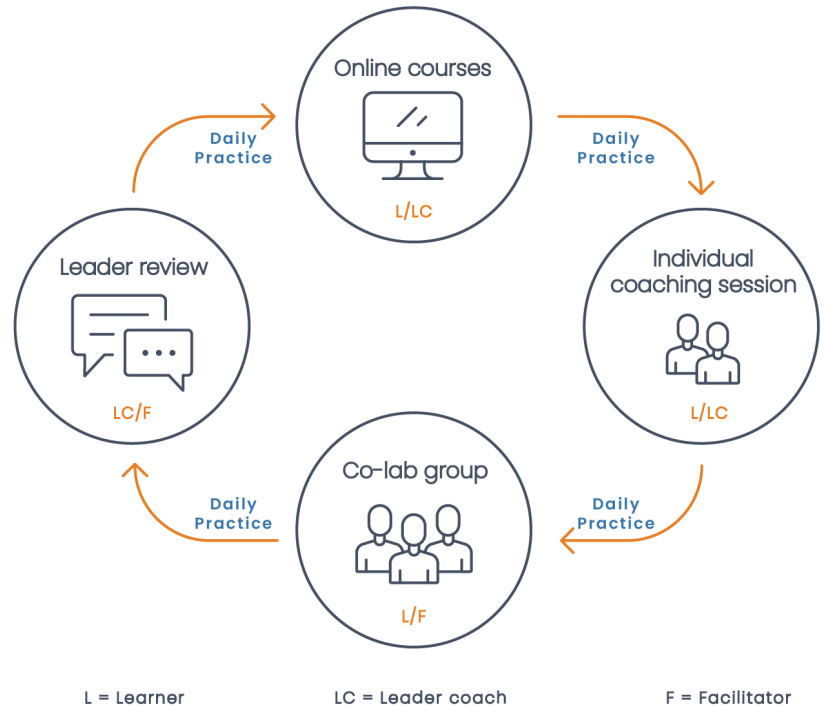 Online courses
L/LC
Daily
Practice
Daily
Practice
Leader review
LC/F
Individual
coaching session
L/LC
Co-lab group
L/F
Daily
Practice
Daily
Practice
L = Learner
LC = Leader coach
F = Facilitator